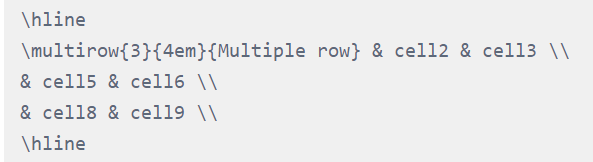 \hline
\multirow{3}{4em}{Multiple row} & cell2 & cell3 \\
& cell5 & cell6 \\
& cell8 & cell9 \\
\hline